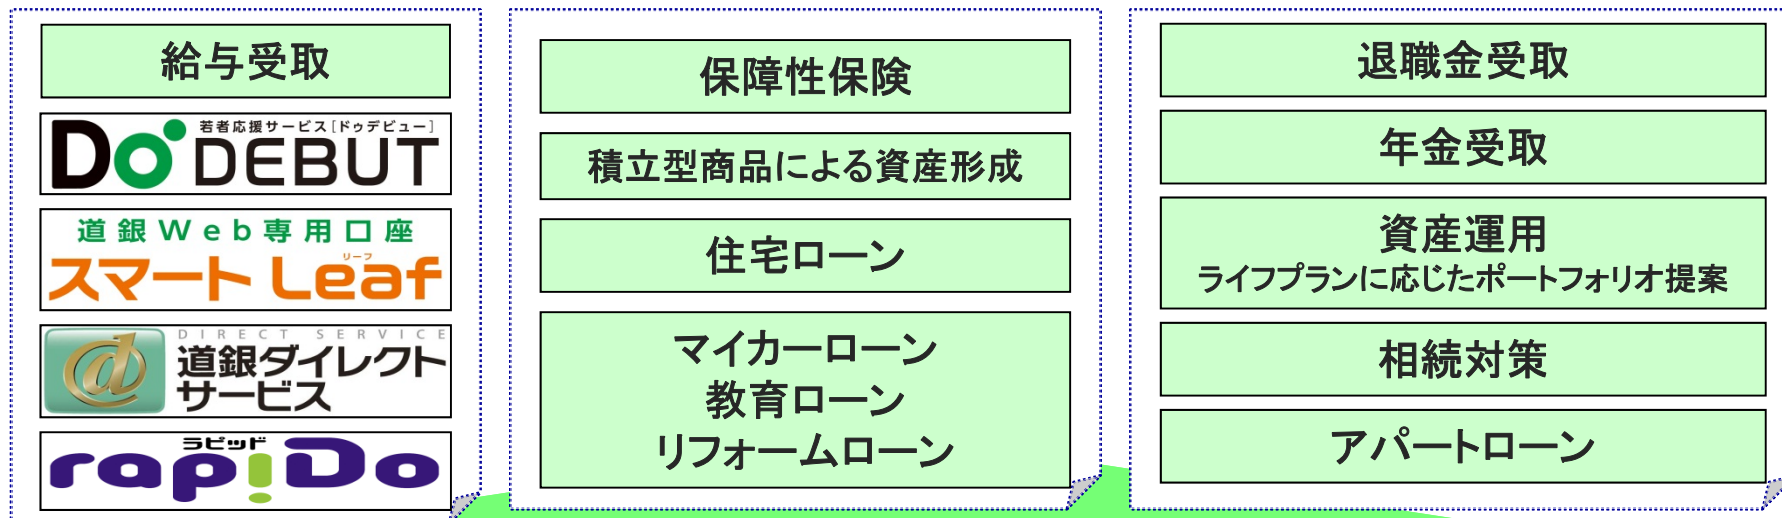 給与受取
若者応援サービス[ドゥデビュー]
Do DEBUT
道銀Web専用口座
リーフ
スマートLeaf
DIRECT SERVICE
道銀ダイレクト
サービス
ラピッド
rapiDo
保障性保険
積立型商品による資産形成
住宅ローン
マイカーローン
教育ローン
リフォームローン
退職金受取
年金受取
資産運用
ライフプランに応じたポートフォリオ提案
相続対策
アパートローン